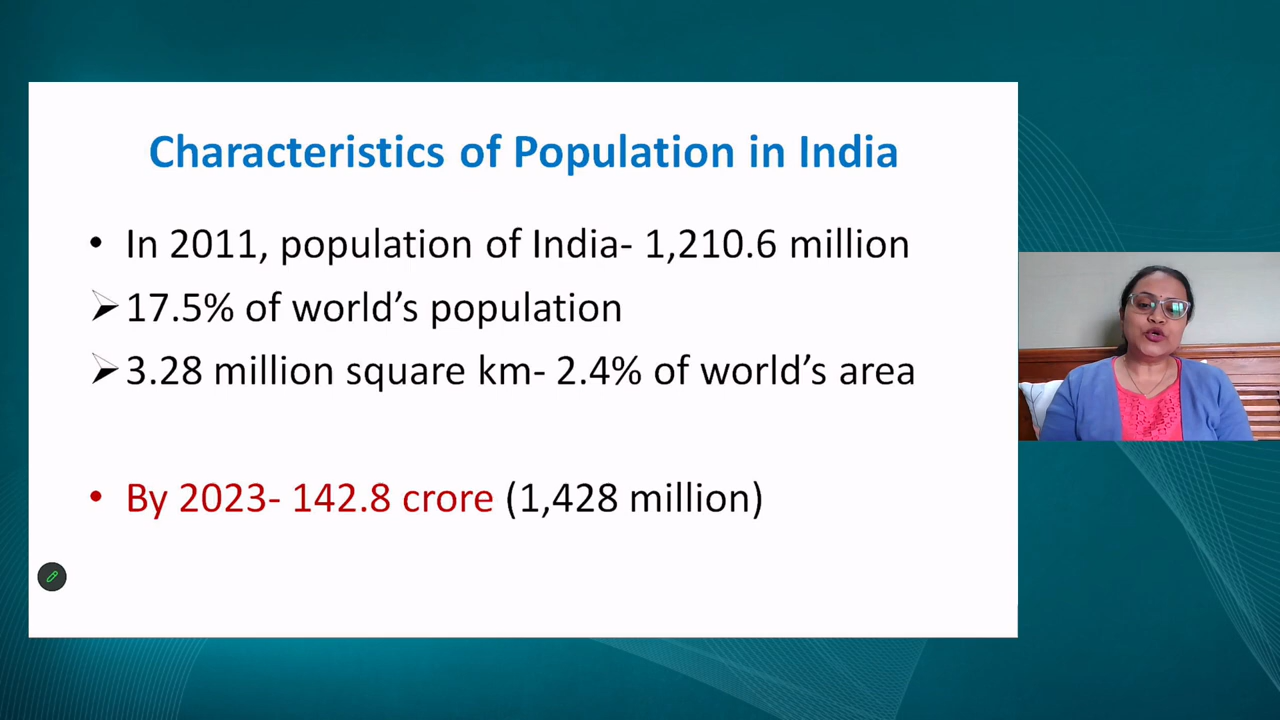 Characteristics of Population in India
• In 2011, population of India- 1,210.6 million
➢ 17.5% of world’s population
➢ 3.28 million square km- 2.4% of world’s area
• By 2023- 142.8 crore (1,428 million)